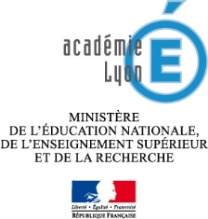 académie
Lyon
É
MINISTÈRE
DE L'ÉDUCATION NATIONALE,
DE L'ENSEIGNEMENT SUPÉRIEUR
ET DE LA RECHERCHE
Liberté • Égalité • Fraternité
RÉPUBLIQUE FRANÇAISE